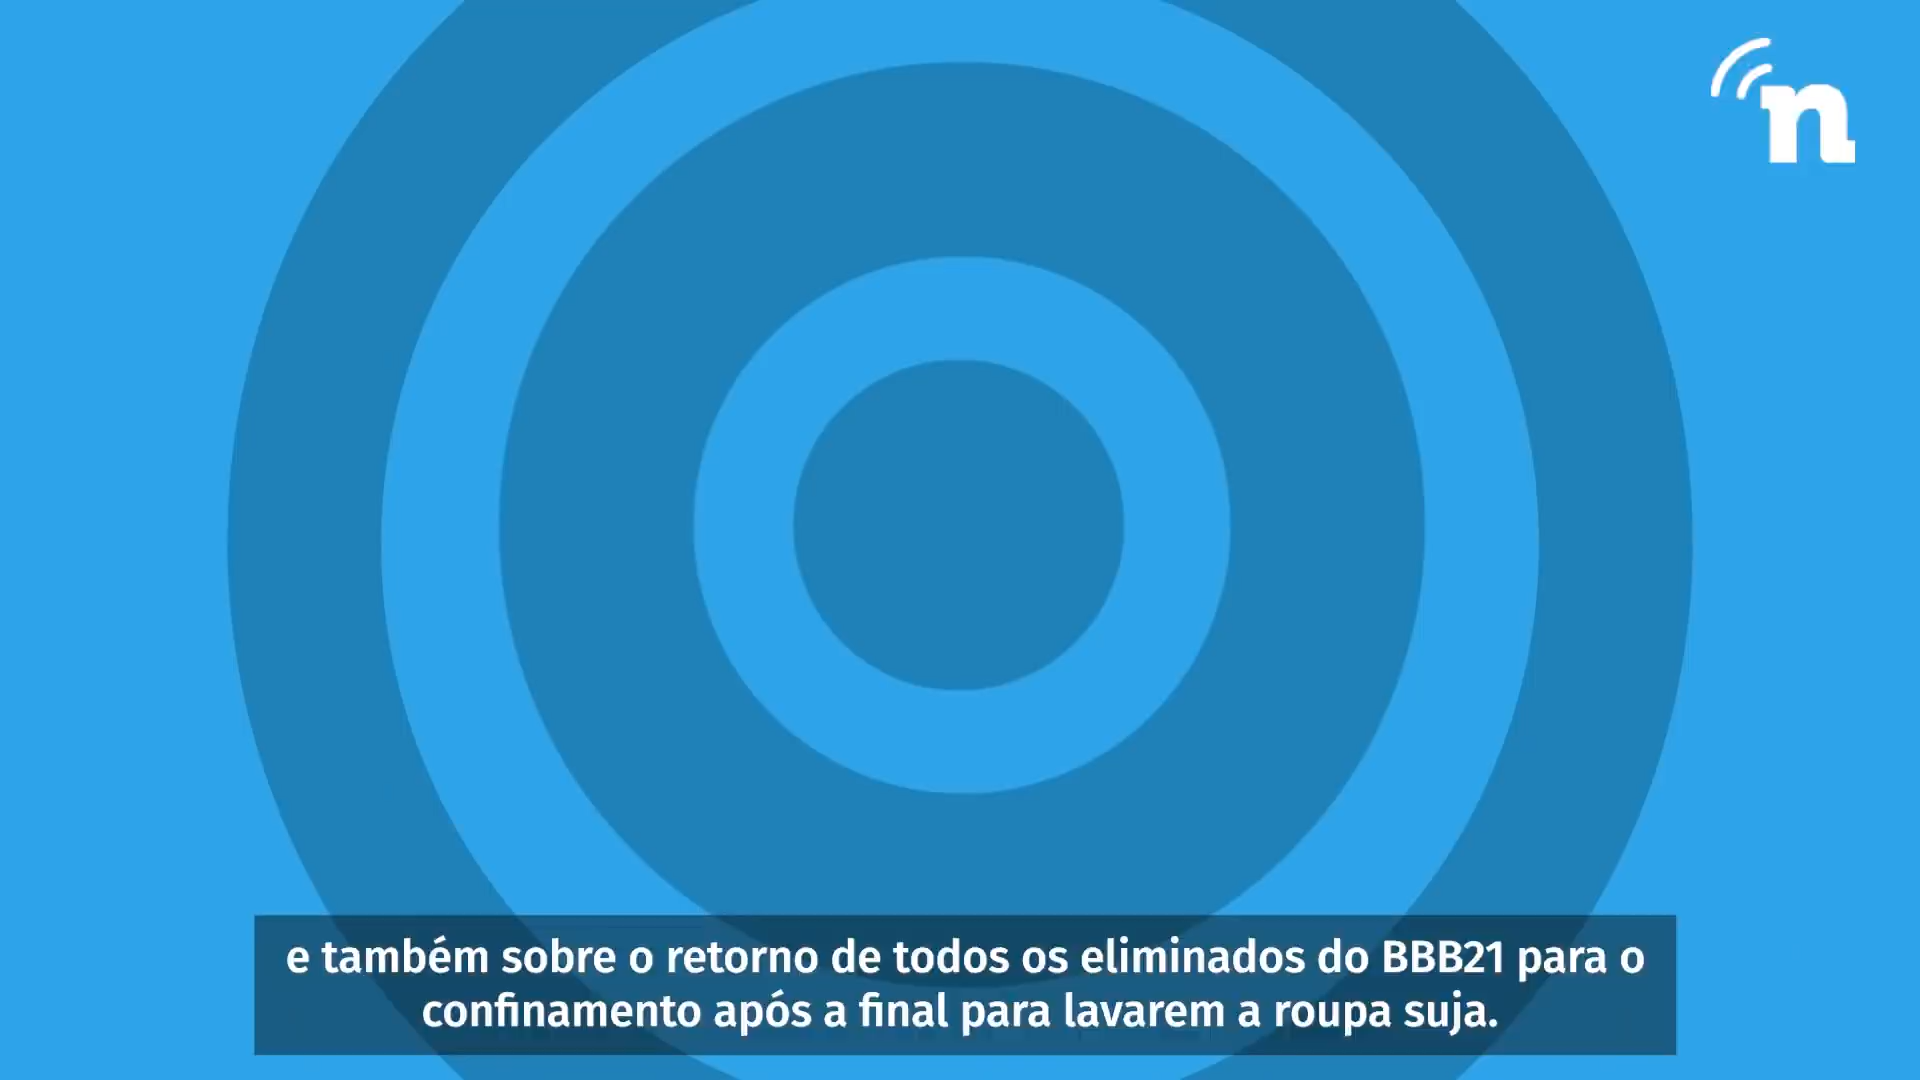 n
e também sobre o retorno de todos os eliminados do BBB21 para o
confinamento após a final para lavarem a roupa suja.